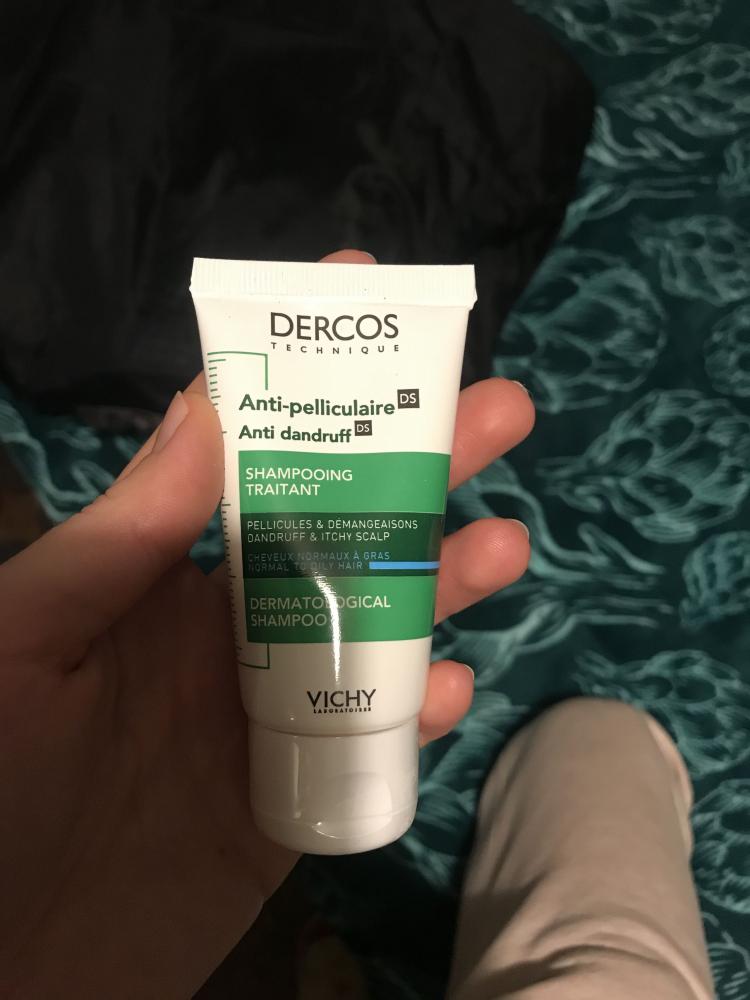 DERCOS
TECHNIQUE
Anti-pelliculaire DS
Anti dandruff DS
SHAMPOOING
TRAITANT
PELLICULES & DÉMANGEAISONS
DANDRUFF & ITCHY SCALP
CHEVEUX NORMAUX À GRAS
NORMAL TO OILY HAIR
DERMATOLOGICAL
SHAMPOO
VICHY
LABORATOIRES